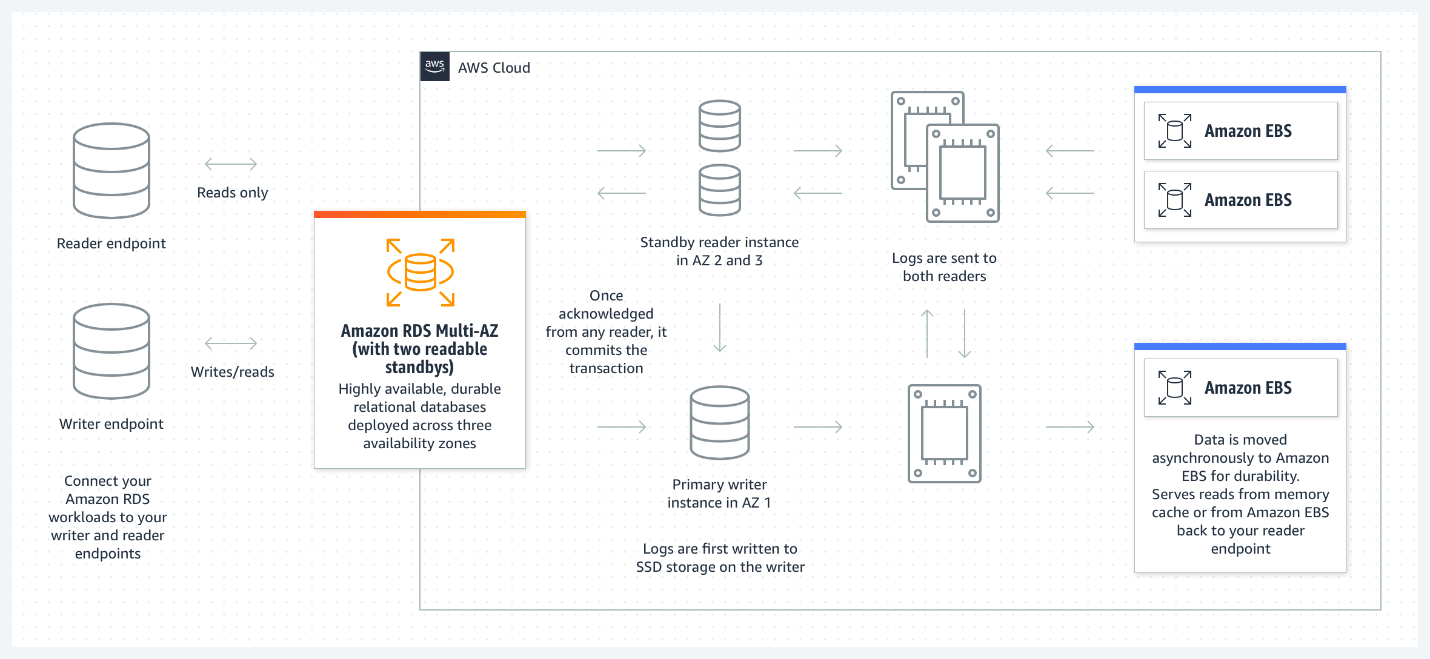 aws
AWS Cloud
Reads only
Reader endpoint
Writes/reads
Writer endpoint
Connect your
Amazon RDS
workloads to your
writer and reader
endpoints
Amazon RDS Multi-AZ
(with two readable
standbys)
Highly available, durable
relational databases
deployed across three
availability zones
Standby reader instance
in AZ 2 and 3
Once
acknowledged
from any reader, it
commits the
transaction
Primary writer
instance in AZ 1
Logs are first written to
SSD storage on the writer
Logs are sent to
both readers
Amazon EBS
Amazon EBS
Amazon EBS
Data is moved
asynchronously to Amazon
EBS for durability.
Serves reads from memory
cache or from Amazon EBS
back to your reader
endpoint